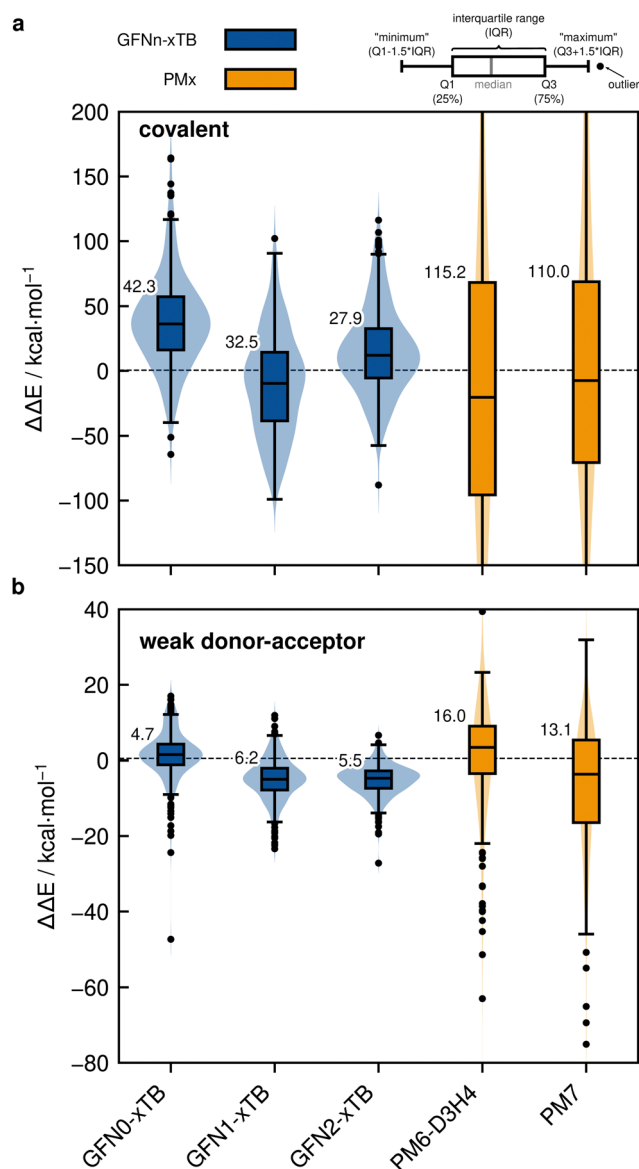 a
GFNn-xTB
PMx
interquartile range
(IQR)
"minimum"
(Q1-1.5*IQR)
"maximum"
(Q3+1.5*IQR)
Q1
(25%)
median
Q3
(75%)
outlier
covalent
200
150
100
50
0
−50
−100
−150
ΔΔE / kcal·mol⁻¹
42.3
32.5
27.9
115.2
110.0
b
weak donor-acceptor
40
20
0
−20
−40
−60
−80
ΔΔE / kcal·mol⁻¹
4.7
6.2
5.5
16.0
13.1
GFN0-xTB
GFN1-xTB
GFN2-xTB
PM6-D3H4
PM7